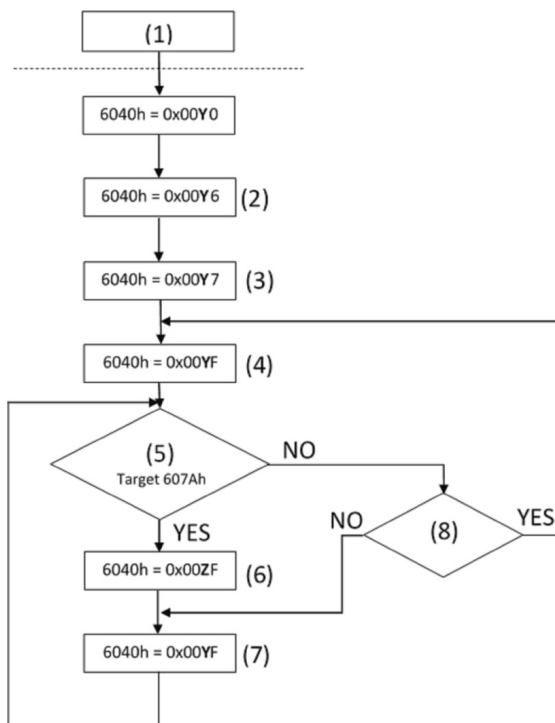 (1)
6040h = 0x00Y0
6040h = 0x00Y6 (2)
6040h = 0x00Y7 (3)
6040h = 0x00YF (4)
(5) NO
Target 607Ah
NO (8) YES
YES
6040h = 0x00ZF (6)
6040h = 0x00YF (7)